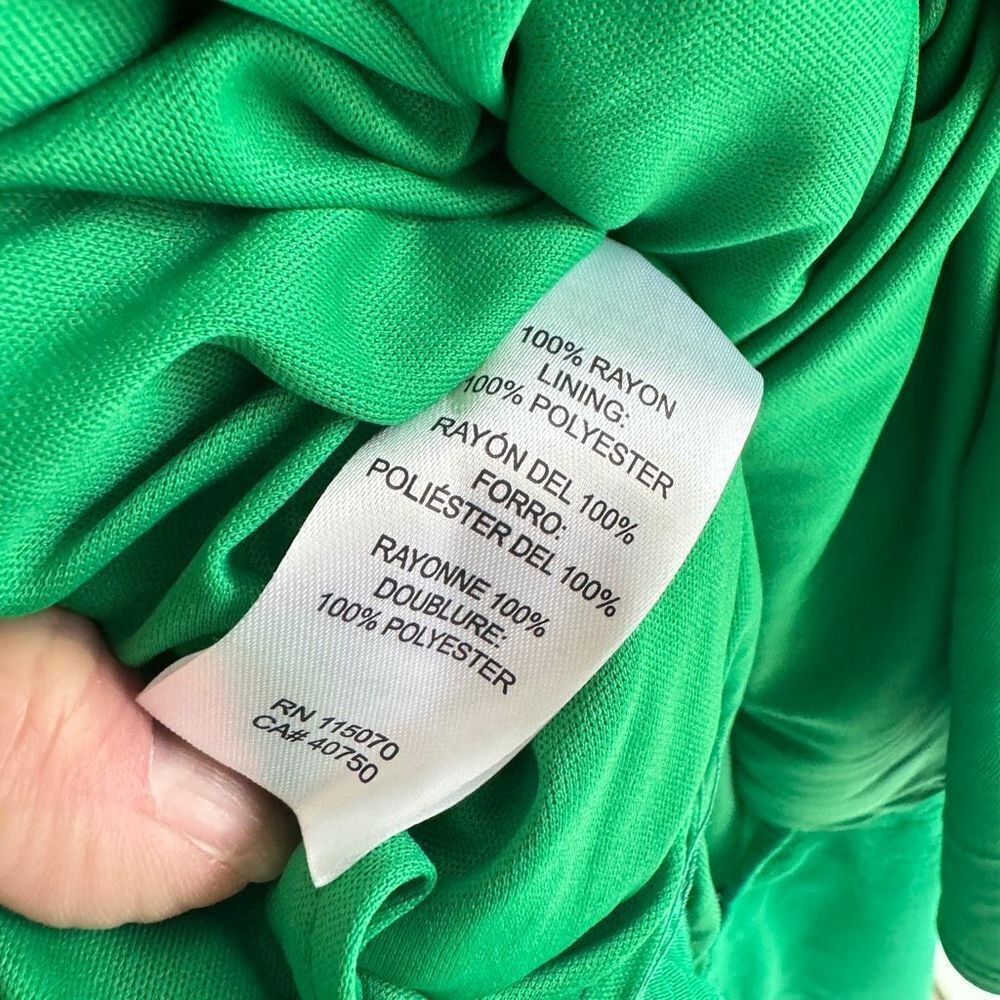 100% RAYON
LINING:
100% POLYESTER
RAYÓN DEL 100%
FORRO:
POLIÉSTER DEL 100%
RAYONNE 100%
DOUBLURE:
100% POLYESTER
RN 115070
CA# 40750